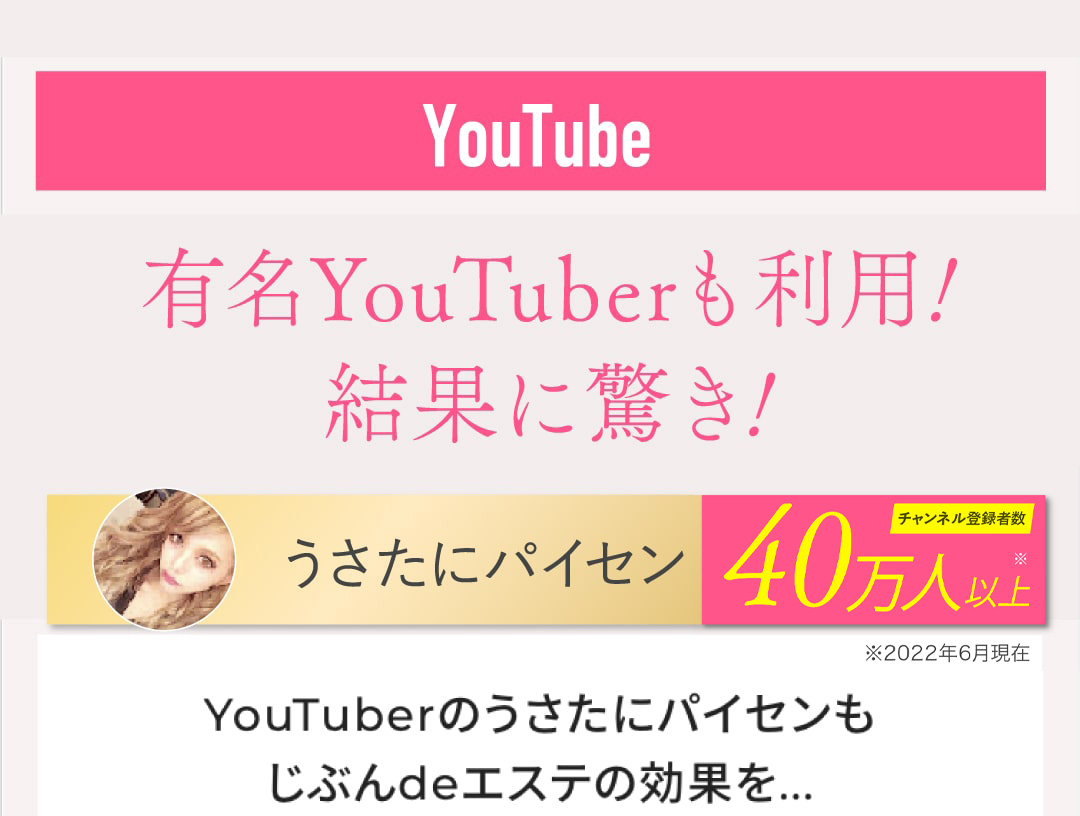 YouTube
有名YouTuberも利用!
結果に驚き!
うさたにパイセン
チャンネル登録者数
40万人以上※
※2022年6月現在
YouTuberのうさたにパイセンも
じぶんdeエステの効果を...